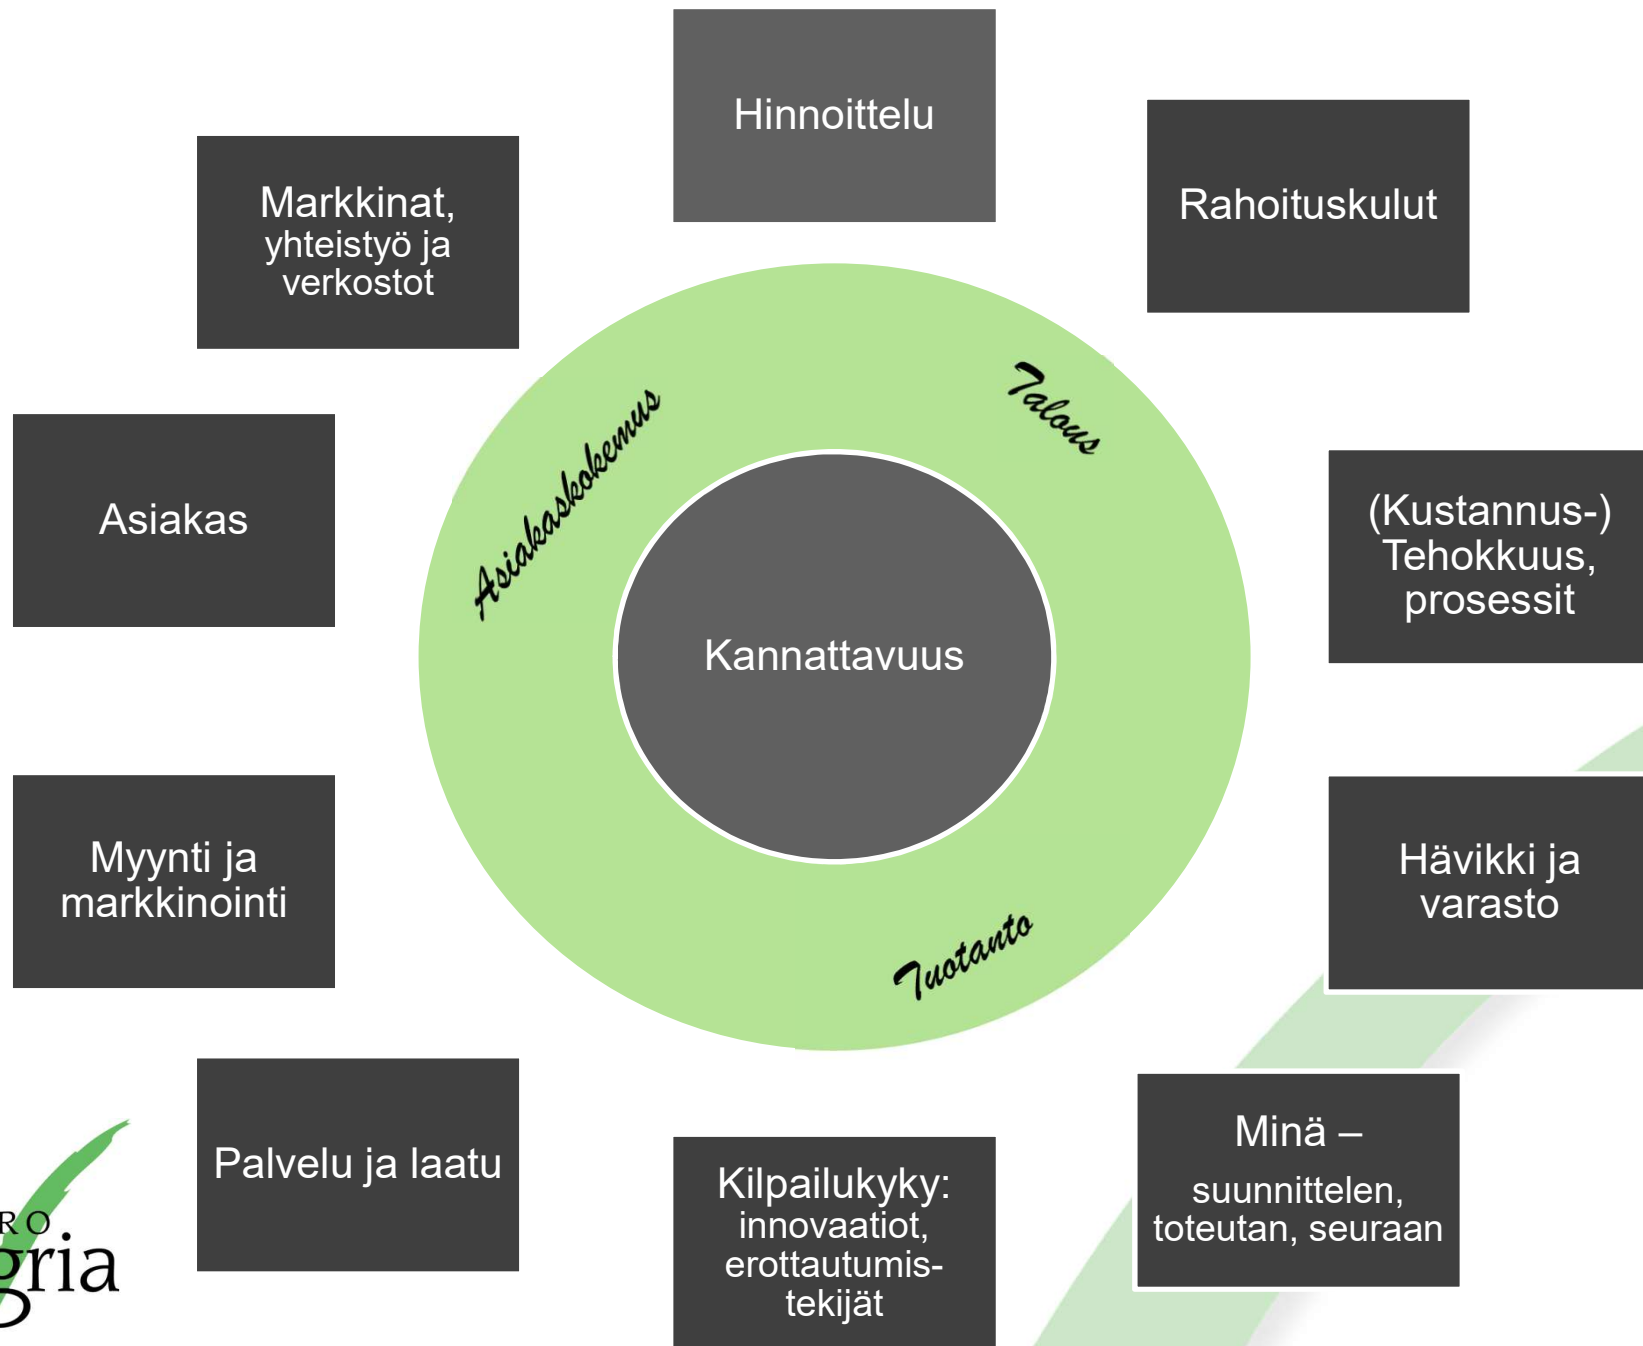 Hinnoittelu
Rahoituskulut
Markkinat,
yhteistyö ja
verkostot
Talous
Asiakaskokemus
Asiakas
(Kustannus-)
Tehokkuus,
prosessit
Kannattavuus
Myynti ja
markkinointi
Hävikki ja
varasto
Tuotanto
Palvelu ja laatu
Minä –
suunnittelen,
toteutan, seuraan
Kilpailukyky:
innovaatiot,
erottautumis-
tekijät
RO
gria